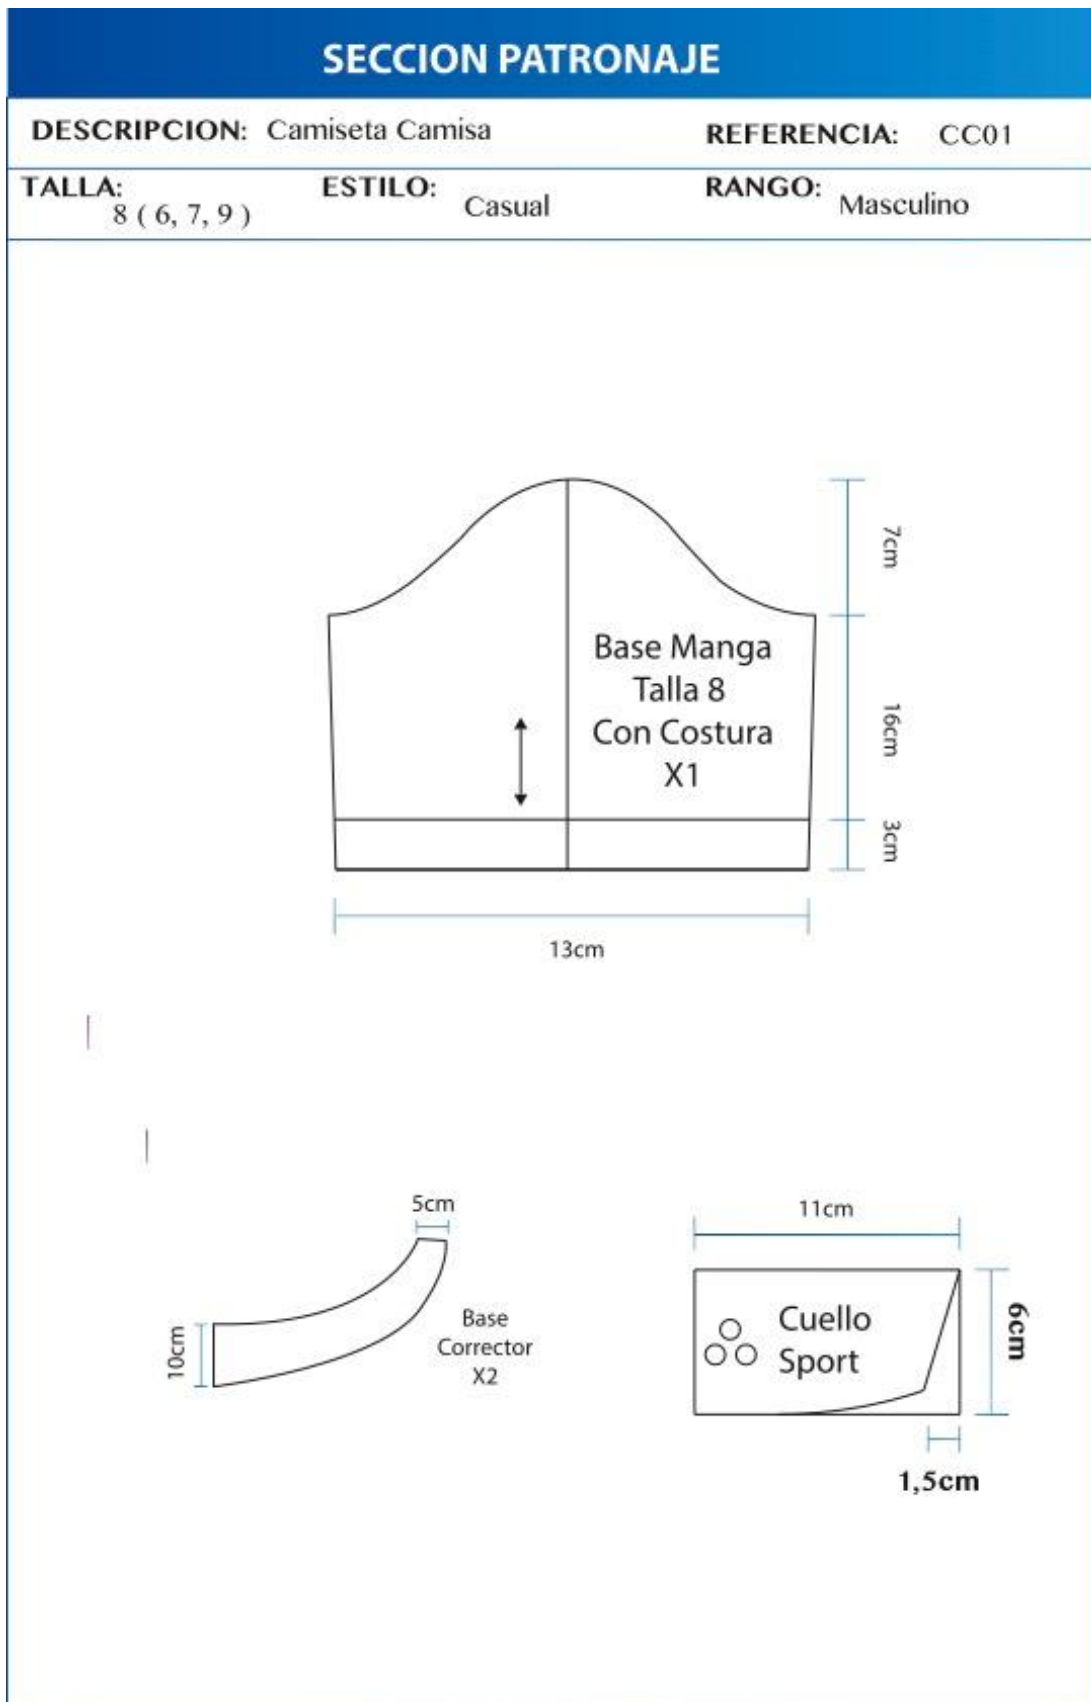 SECCION PATRONAJE
DESCRIPCION: Camiseta Camisa REFERENCIA: CC01
TALLA: 8 ( 6, 7, 9 ) ESTILO: Casual RANGO: Masculino
7cm
Base Manga
Talla 8
Con Costura
X1
16cm
3cm
13cm
5cm
10cm
Base
Corrector
X2
11cm
Cuello
Sport
6cm
1,5cm